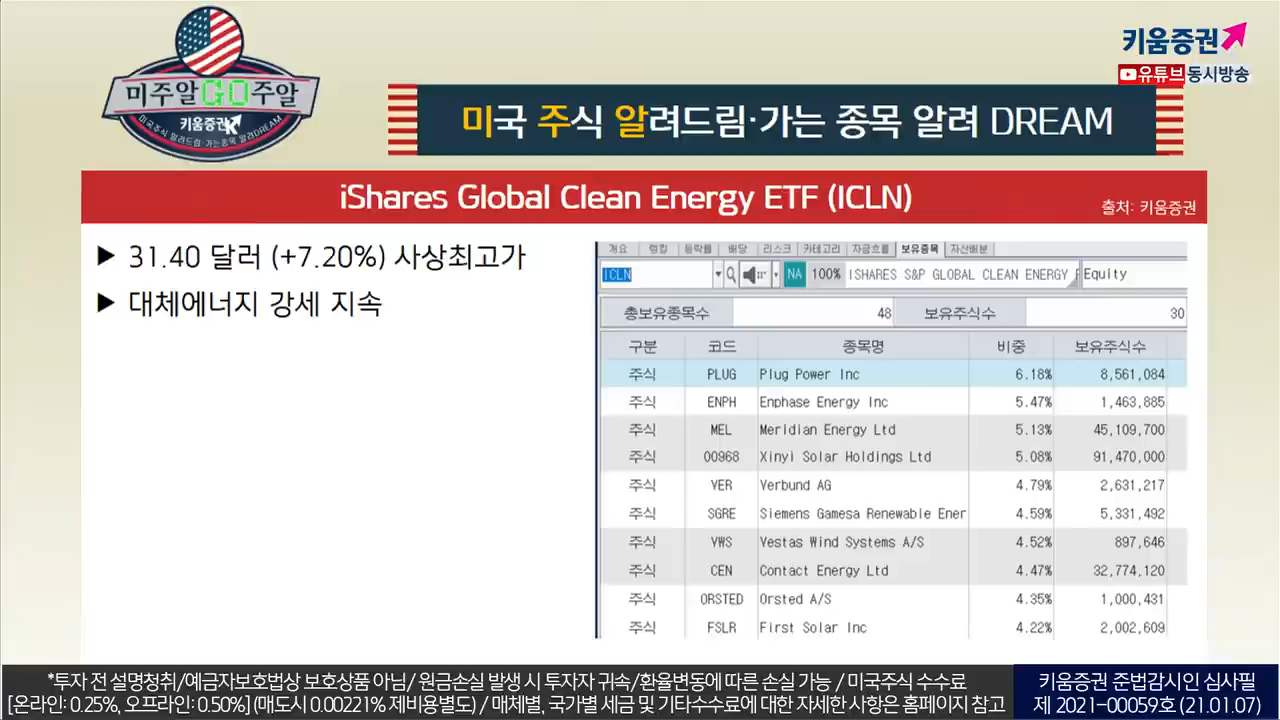 미주알GO주알
키움증권
미국주식 알려드림·가는종목 알려DREAM
키움증권
유튜브동시방송
미국 주식 알려드림·가는 종목 알려 DREAM
iShares Global Clean Energy ETF (ICLN)
출처: 키움증권
▶ 31.40 달러 (+7.20%) 사상최고가
▶ 대체에너지 강세 지속
개요 랭킹 등락률 배당 리스크 카테고리 자금흐름 보유종목 자산배분
ICLN NA 100% ISHARES S&P GLOBAL CLEAN ENERGY Equity
총보유종목수 48 보유주식수 30
구분 코드 종목명 비중 보유주식수
주식 PLUG Plug Power Inc 6.18% 8,561,084
주식 ENPH Enphase Energy Inc 5.47% 1,463,885
주식 MEL Meridian Energy Ltd 5.13% 45,109,700
주식 00968 Xinyi Solar Holdings Ltd 5.08% 91,470,000
주식 VER Verbund AG 4.79% 2,631,217
주식 SGRE Siemens Gamesa Renewable Ener 4.59% 5,331,492
주식 VWS Vestas Wind Systems A/S 4.52% 897,646
주식 CEN Contact Energy Ltd 4.47% 32,774,120
주식 ORSTED Orsted A/S 4.35% 1,000,431
주식 FSLR First Solar Inc 4.22% 2,002,609
*투자 전 설명청취/예금자보호법상 보호상품 아님/ 원금손실 발생 시 투자자 귀속/환율변동에 따른 손실 가능 / 미국주식 수수료
[온라인: 0.25%, 오프라인: 0.50%] (매도시 0.00221% 제비용별도) / 매체별, 국가별 세금 및 기타수수료에 대한 자세한 사항은 홈페이지 참고
키움증권 준법감시인 심사필
제 2021-00059호 (21.01.07)